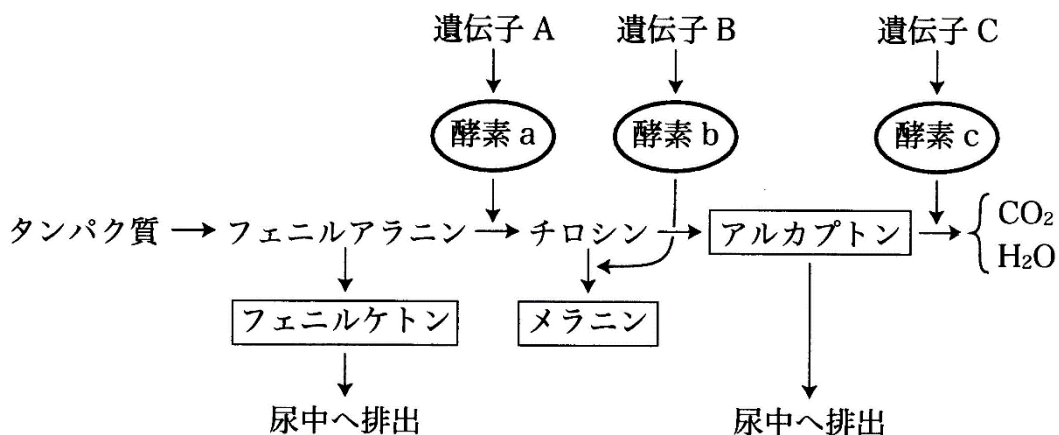 遺伝子 A 遺伝子 B 遺伝子 C
酵素 a 酵素 b 酵素 c
タンパク質 フェニルアラニン チロシン アルカプトン CO₂
H₂O
フェニルケトン メラニン
尿中へ排出 尿中へ排出